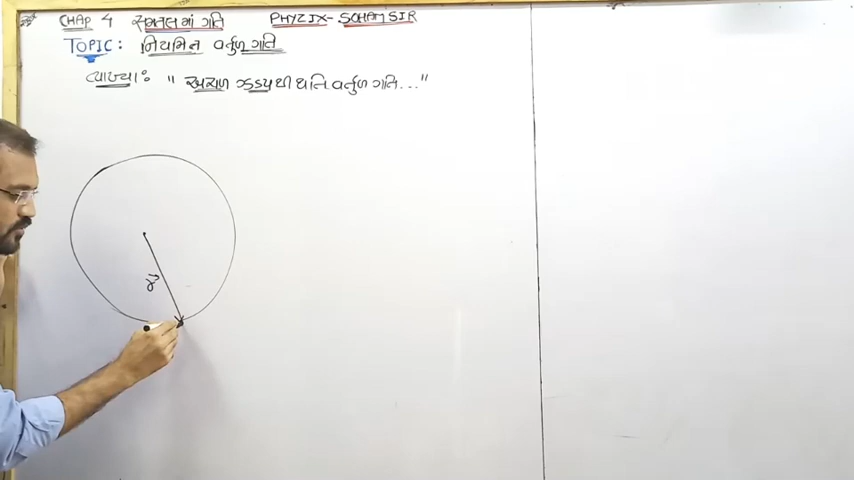 CHAP 4 સમતલમાં ગતિ PHYZIX- SOHAM SIR
TOPIC: નિયમિત વર્તુળ ગતિ
વ્યાખ્યા: " અચળ ઝડપથી થતિ વર્તુળ ગતિ..."
r